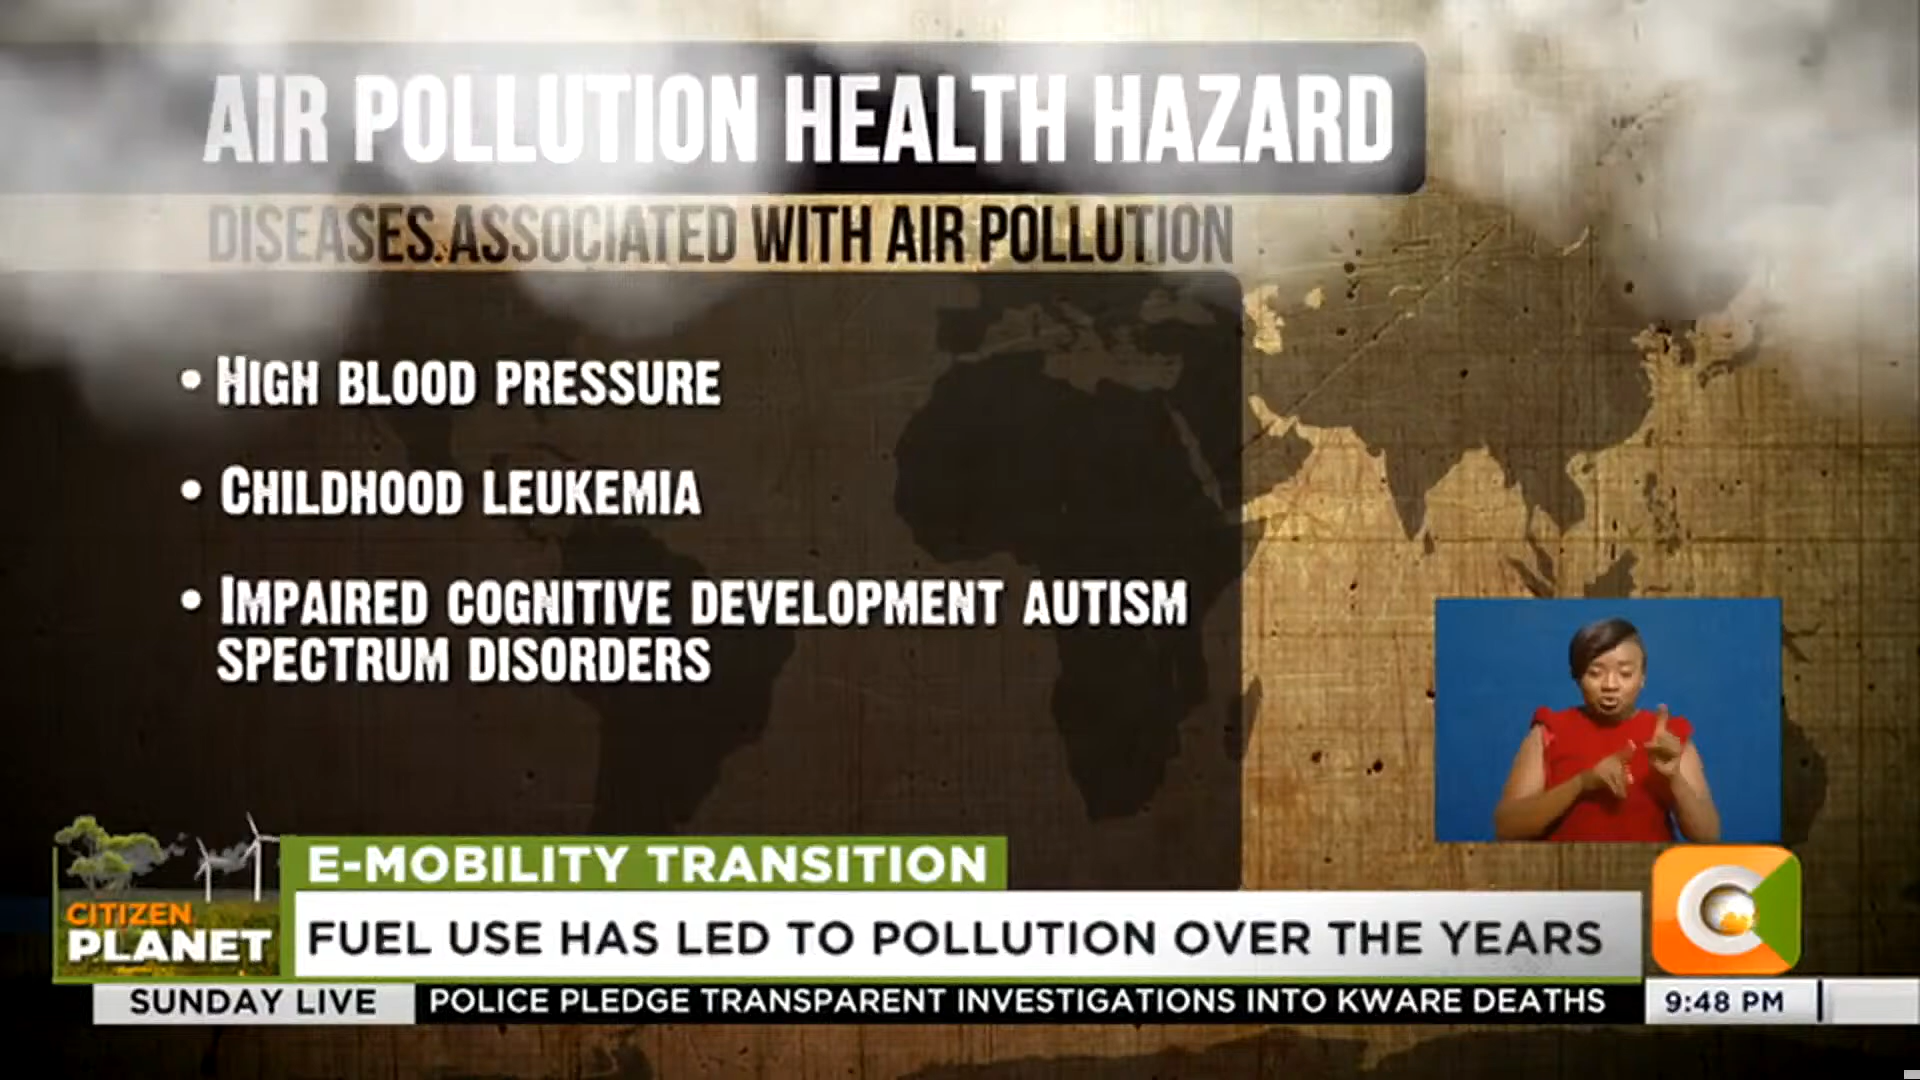 AIR POLLUTION HEALTH HAZARD
DISEASES ASSOCIATED WITH AIR POLLUTION
• HIGH BLOOD PRESSURE
• CHILDHOOD LEUKEMIA
• IMPAIRED COGNITIVE DEVELOPMENT AUTISM
SPECTRUM DISORDERS
E-MOBILITY TRANSITION
CITIZEN
PLANET
FUEL USE HAS LED TO POLLUTION OVER THE YEARS
SUNDAY LIVE
POLICE PLEDGE TRANSPARENT INVESTIGATIONS INTO KWARE DEATHS
9:48 PM